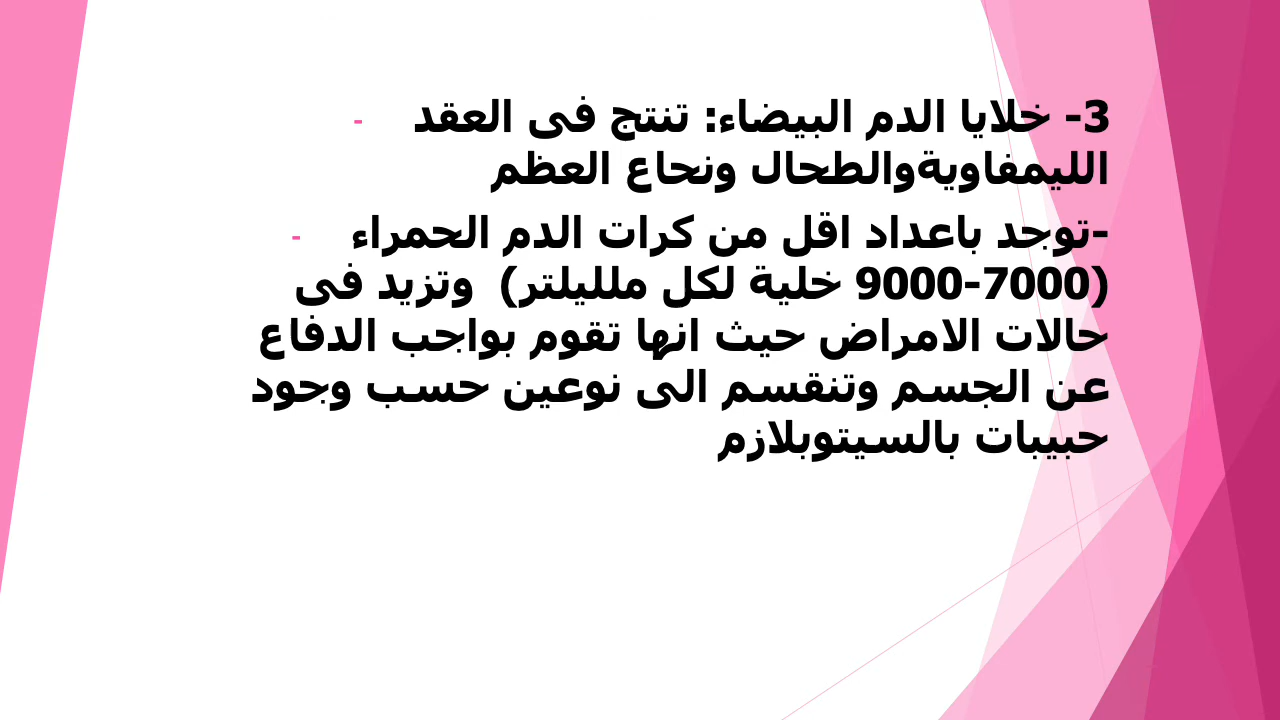 3- خلايا الدم البيضاء: تنتج فى العقد -
الليمفاويةوالطحال ونحاع العظم
-توجد باعداد اقل من كرات الدم الحمراء -
(7000-9000 خلية لكل ملليلتر) وتزيد فى
حالات الامراض حيث انها تقوم بواجب الدفاع
عن الجسم وتنقسم الى نوعين حسب وجود
حبيبات بالسيتوبلازم